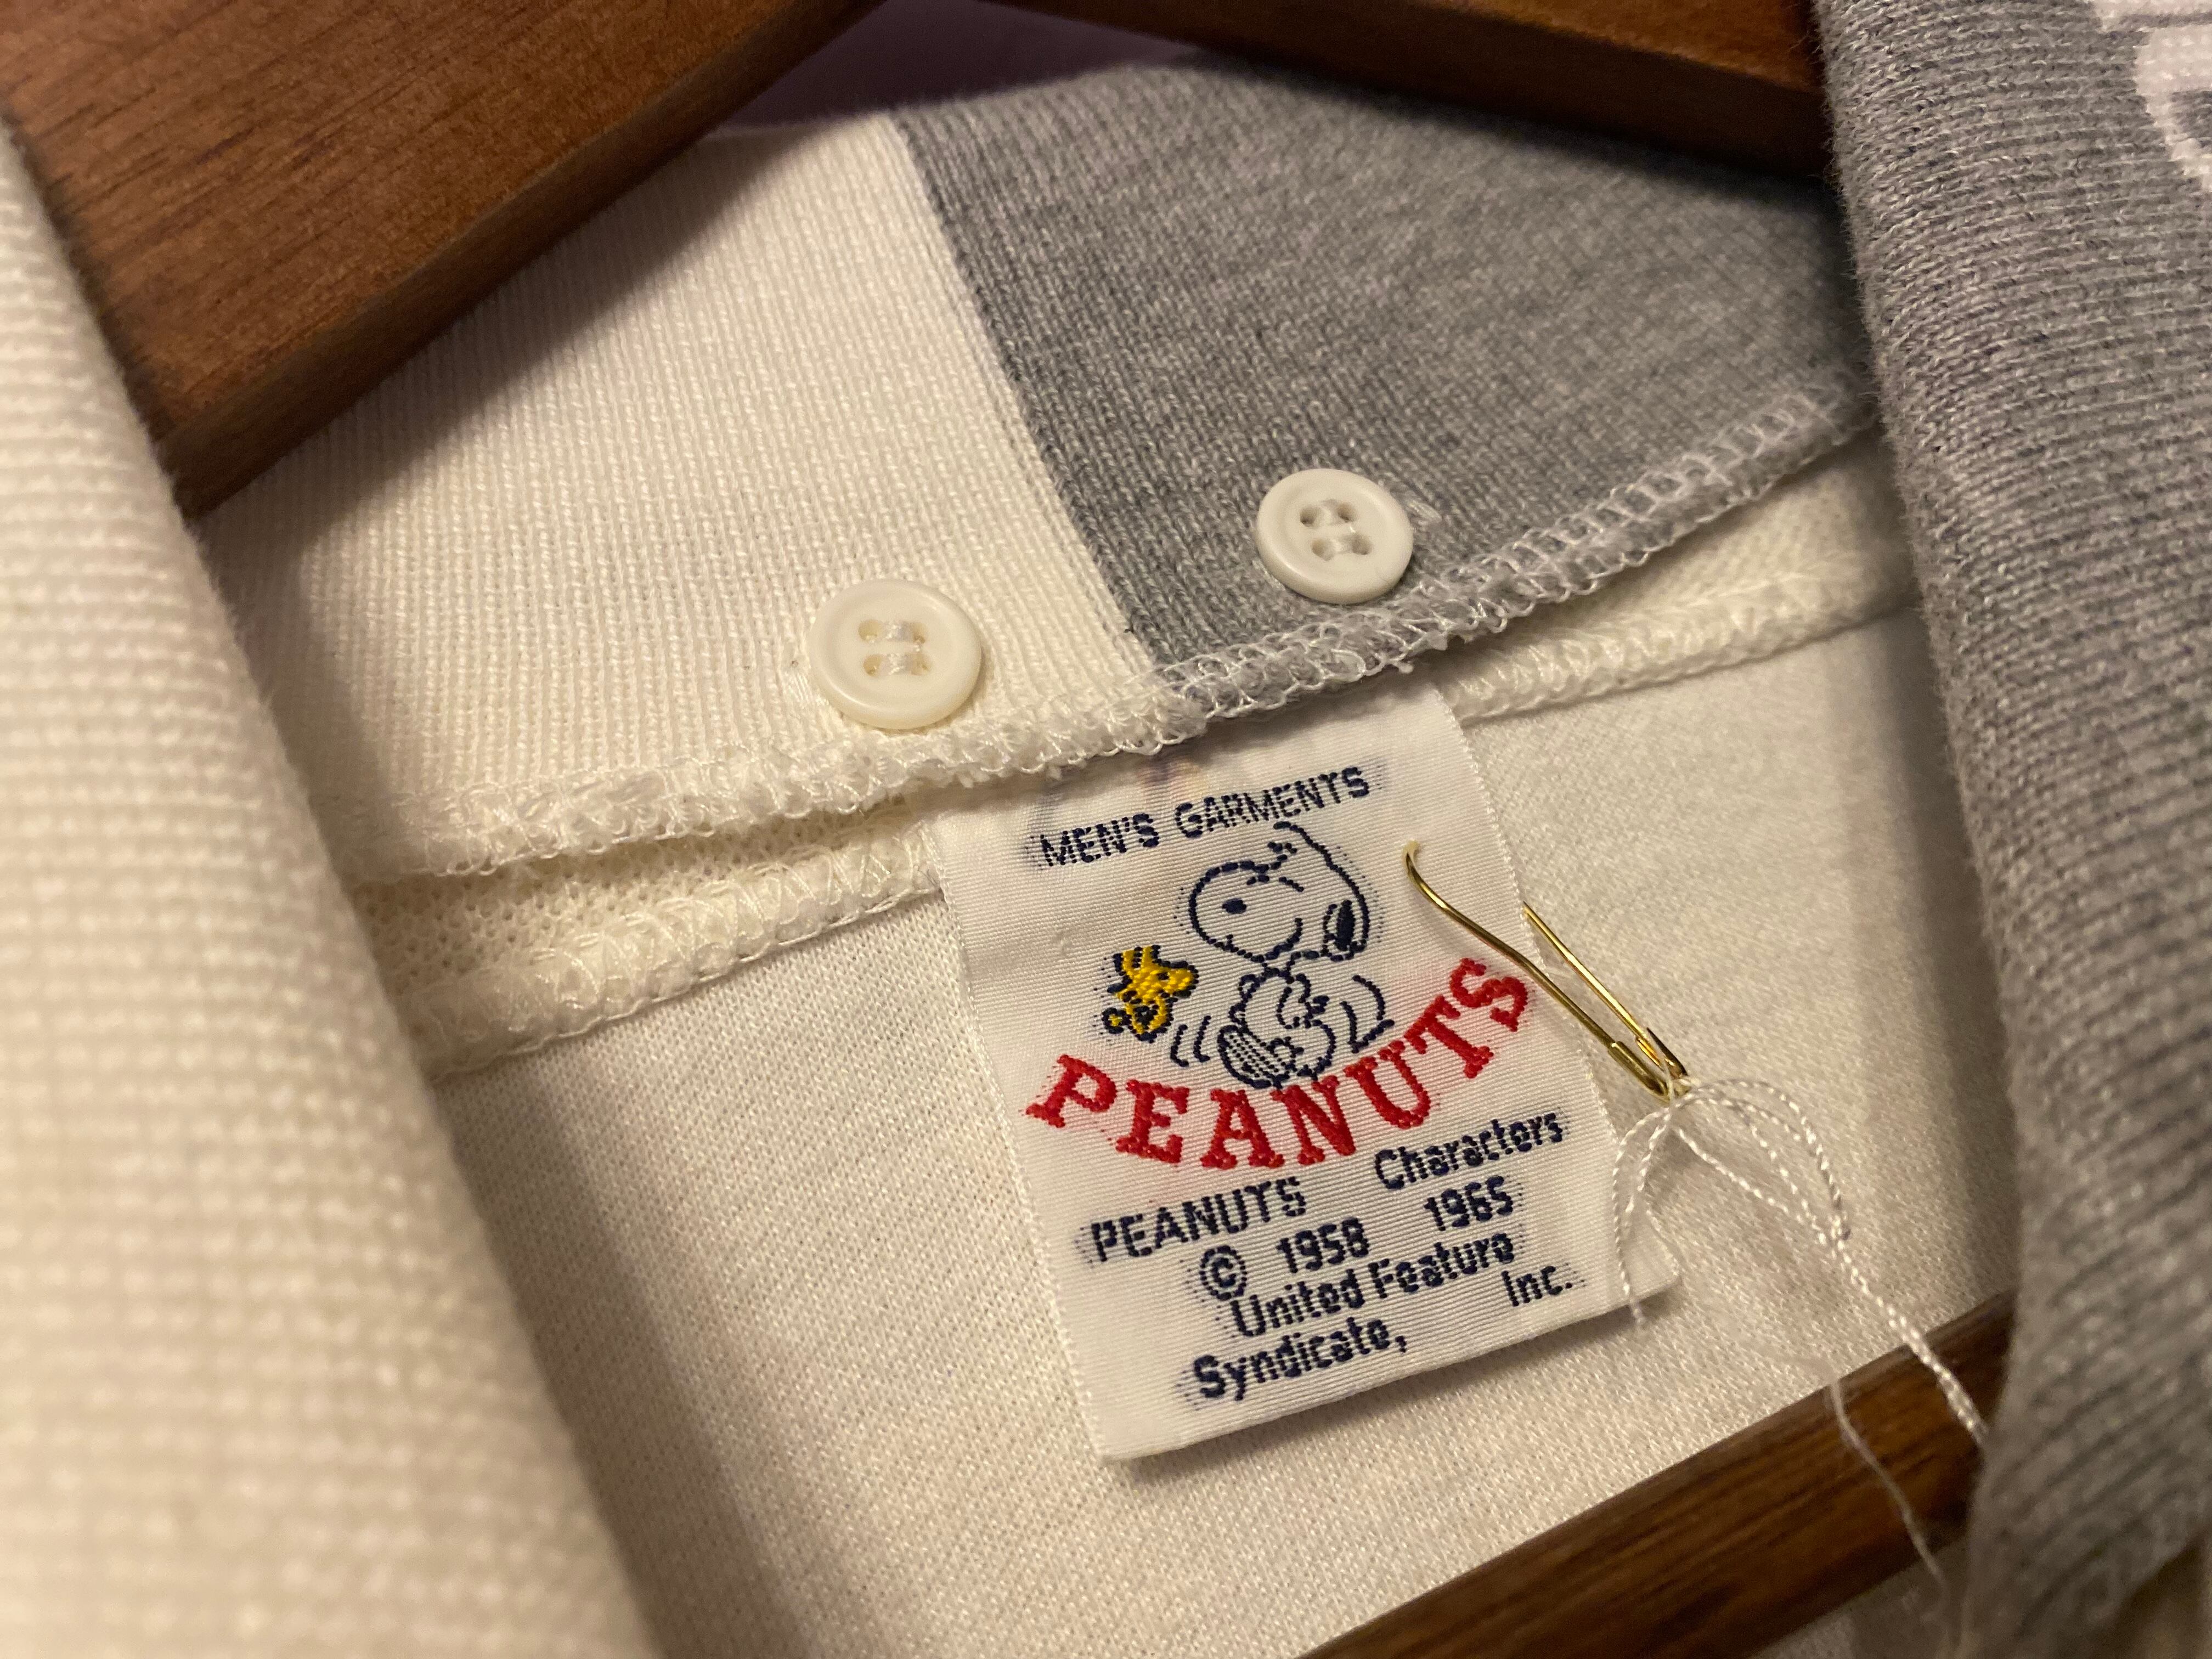 MEN'S GARMENTS
PEANUTS
PEANUTS Characters
© 1958 1965
United Feature
Syndicate, Inc.